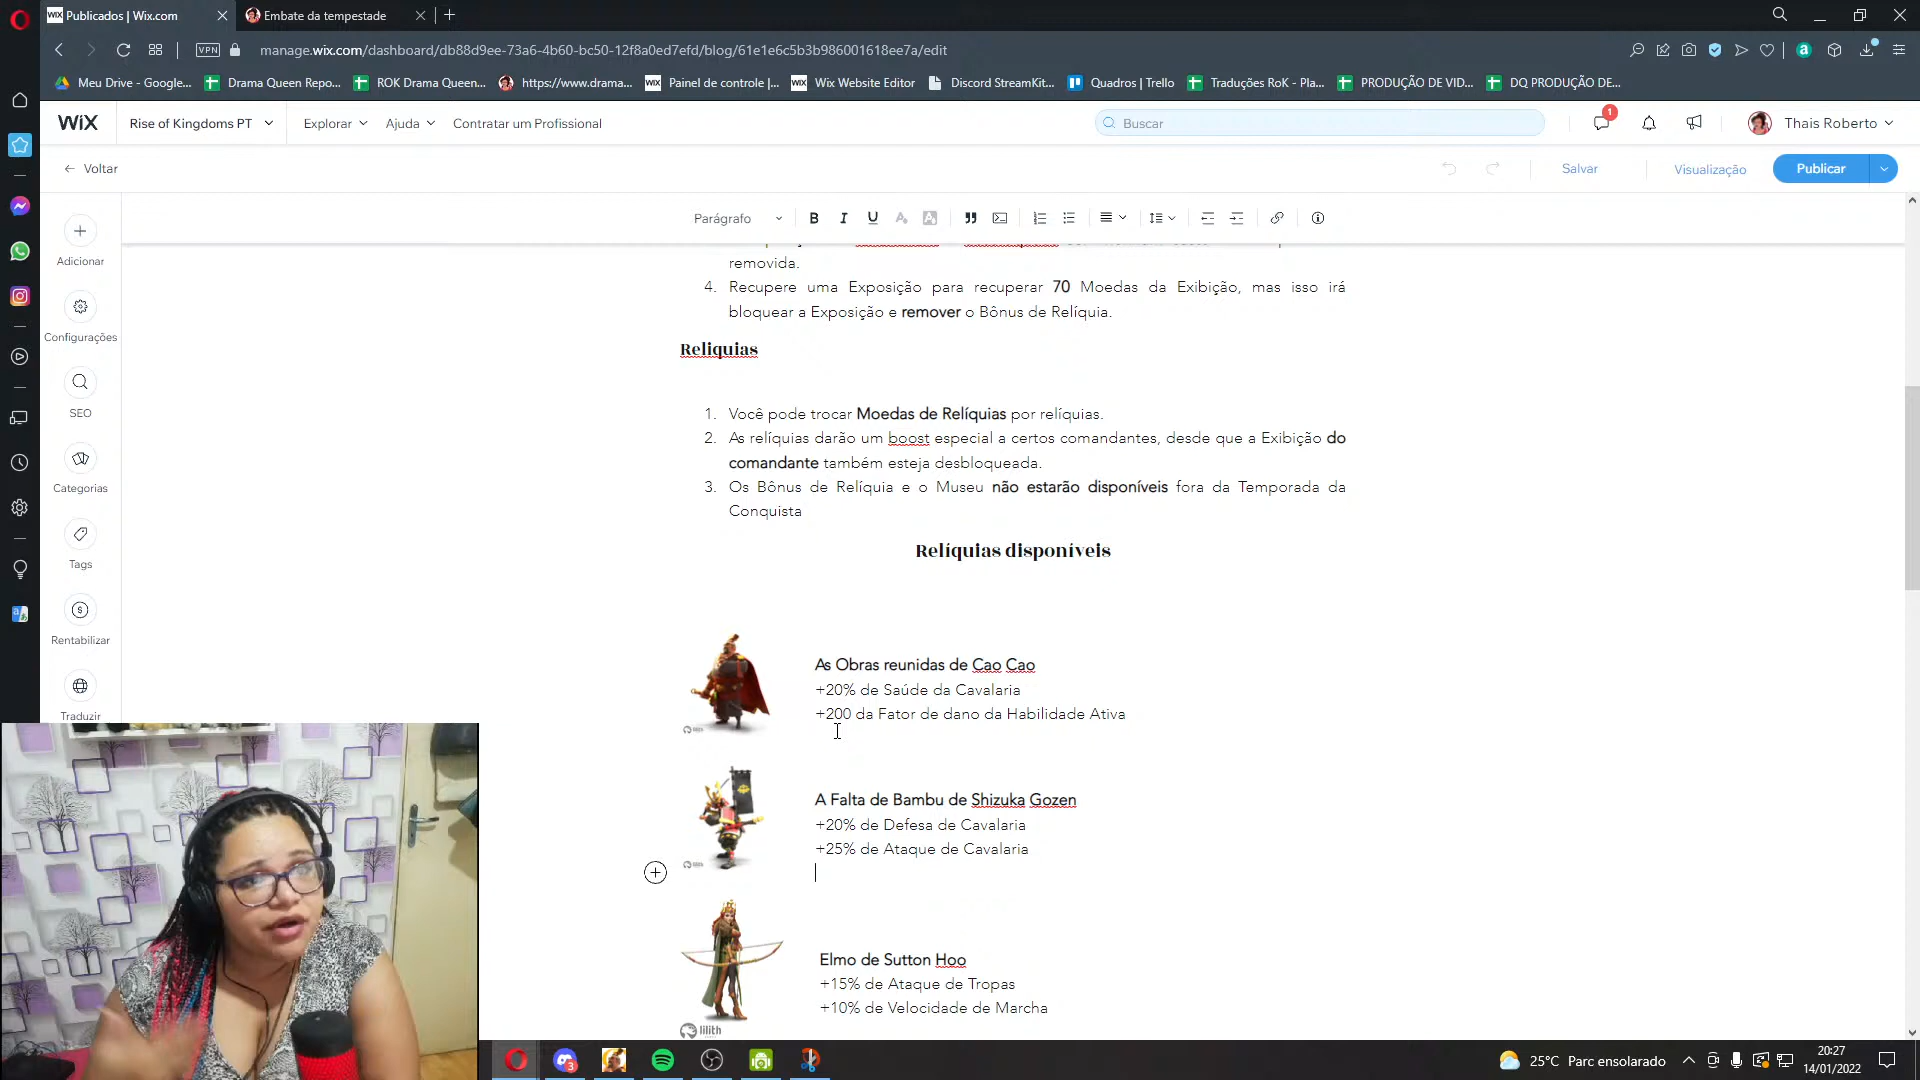 Publicados | Wix.com
Embate da tempestade
VPN
manage.wix.com/dashboard/db88d9ee-73a6-4b60-bc50-12f8a0ed7efd/blog/61e1e6c5b3b986001618ee7a/edit
Meu Drive - Google...
Drama Queen Repo...
ROK Drama Queen...
https://www.drama...
Painel de controle |...
Wix Website Editor
Discord StreamKit...
Quadros | Trello
Traduções RoK - Pla...
PRODUÇÃO DE VID...
DQ PRODUÇÃO DE...
WiX
Rise of Kingdoms PT
Explorar
Ajuda
Contratar um Profissional
Buscar
1
Thais Roberto
Voltar
Salvar
Visualização
Publicar
Parágrafo
Adicionar
Configurações
SEO
Categorias
Tags
Rentabilizar
Traduzir
removida.
4. Recupere uma Exposição para recuperar 70 Moedas da Exibição, mas isso irá
bloquear a Exposição e remover o Bônus de Relíquia.
Reliquias
1. Você pode trocar Moedas de Relíquias por relíquias.
2. As relíquias darão um boost especial a certos comandantes, desde que a Exibição do
comandante também esteja desbloqueada.
3. Os Bônus de Relíquia e o Museu não estarão disponíveis fora da Temporada da
Conquista
Relíquias disponíveis
As Obras reunidas de Cao Cao
+20% de Saúde da Cavalaria
+200 da Fator de dano da Habilidade Ativa
A Falta de Bambu de Shizuka Gozen
+20% de Defesa de Cavalaria
+25% de Ataque de Cavalaria
Elmo de Sutton Hoo
+15% de Ataque de Tropas
+10% de Velocidade de Marcha
lilith
25°C Parc ensolarado
20:27
14/01/2022